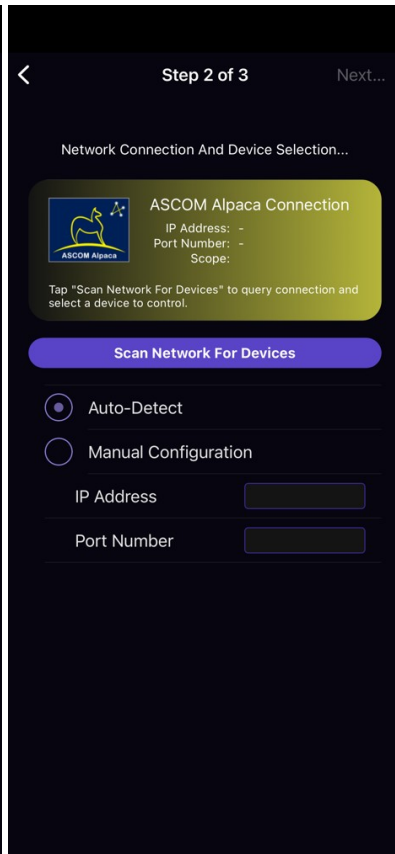 Step 2 of 3
Next...
Network Connection And Device Selection...
ASCOM Alpaca Connection
IP Address: -
Port Number: -
Scope:
ASCOM Alpaca
Tap "Scan Network For Devices" to query connection and
select a device to control.
Scan Network For Devices
Auto-Detect
Manual Configuration
IP Address
Port Number